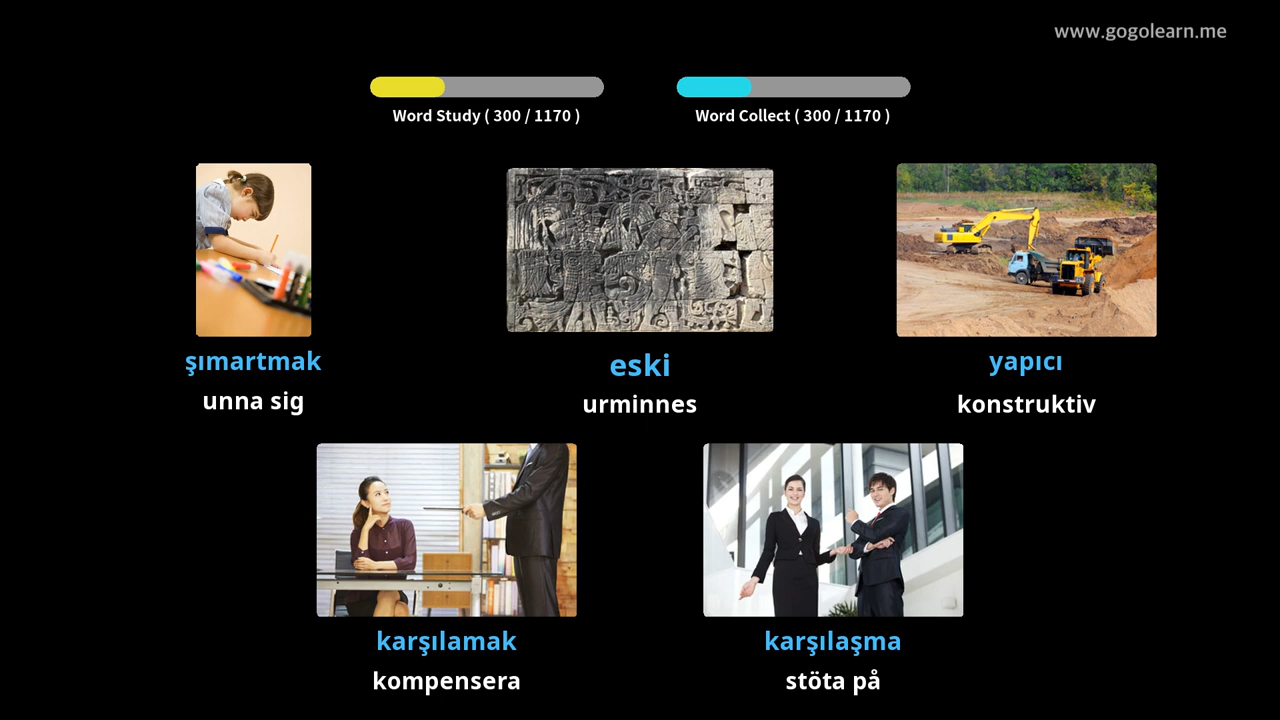 www.gogolearn.me
Word Study ( 300 / 1170 )
Word Collect ( 300 / 1170 )
şımartmak
unna sig
eski
urminnes
yapıcı
konstruktiv
karşılamak
kompensera
karşılaşma
stöta på